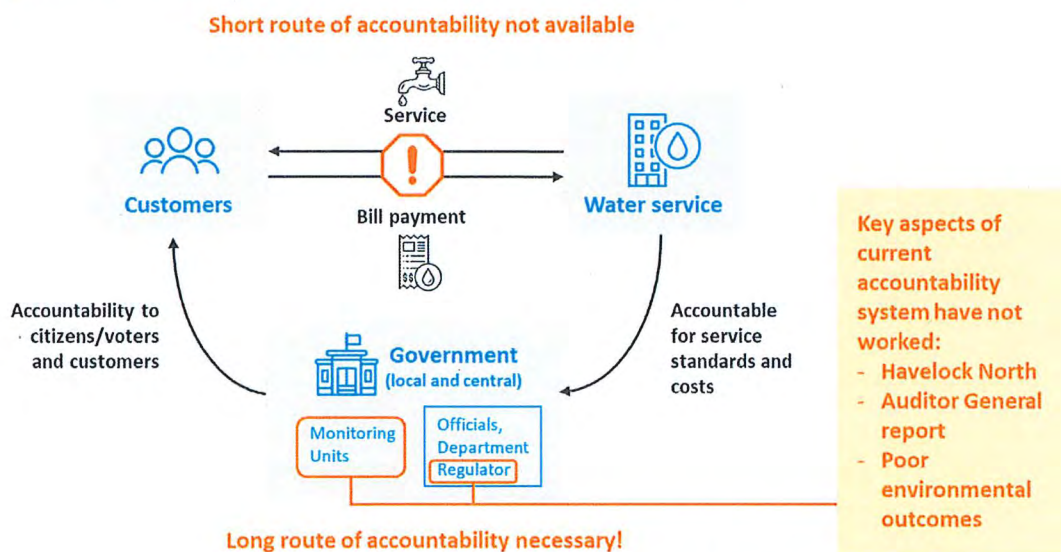 Short route of accountability not available
Service
Customers
Bill payment
Water service
$$
Accountability to
citizens/voters
and customers
Accountable
for service
standards and
costs
Government
(local and central)
Monitoring
Units
Officials,
Department
Regulator
Key aspects of
current
accountability
system have not
worked:
- Havelock North
- Auditor General
report
- Poor
environmental
outcomes
Long route of accountability necessary!